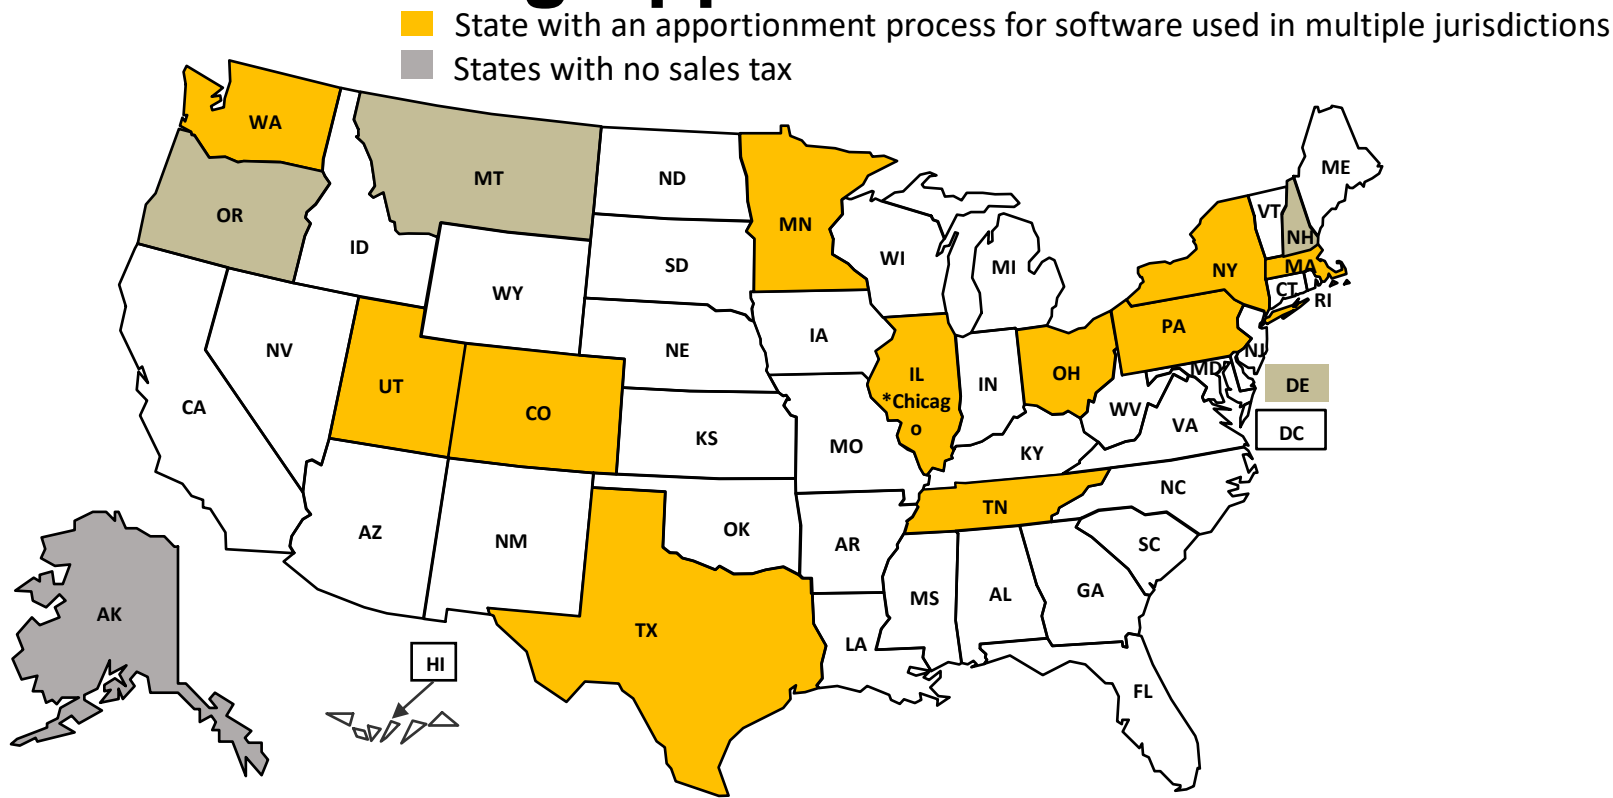 State with an apportionment process for software used in multiple jurisdictions
States with no sales tax
WA
MT
ND
MN
ME
OR
ID
SD
WI
MI
VT
NH
NY
MA
WY
CT
RI
IA
PA
NV
NE
NJ
UT
IL
*Chicag
o
IN
OH
MD
DE
CA
CO
KS
MO
WV
VA
DC
KY
NC
AZ
NM
OK
AR
TN
SC
AK
TX
MS
AL
GA
LA
HI
FL